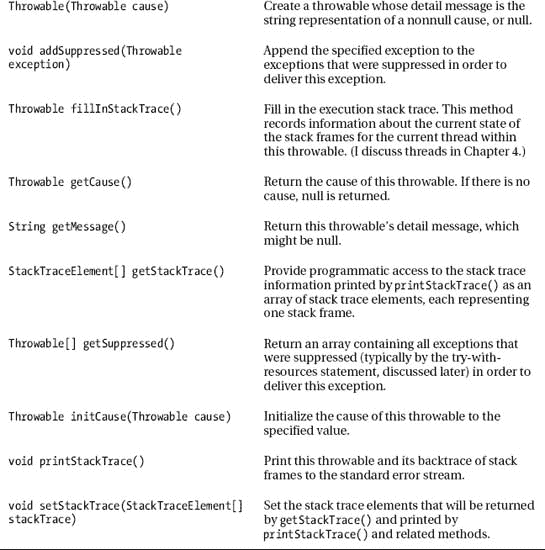 Throwable(Throwable cause)
Create a throwable whose detail message is the
string representation of a nonnull cause, or null.
void addSuppressed(Throwable
exception)
Append the specified exception to the
exceptions that were suppressed in order to
deliver this exception.
Throwable fillInStackTrace()
Fill in the execution stack trace. This method
records information about the current state of
the stack frames for the current thread within
this throwable. (I discuss threads in Chapter 4.)
Throwable getCause()
Return the cause of this throwable. If there is no
cause, null is returned.
String getMessage()
Return this throwable's detail message, which
might be null.
StackTraceElement[] getStackTrace()
Provide programmatic access to the stack trace
information printed by printStackTrace() as an
array of stack trace elements, each representing
one stack frame.
Throwable[] getSuppressed()
Return an array containing all exceptions that
were suppressed (typically by the try-with-
resources statement, discussed later) in order to
deliver this exception.
Throwable initCause(Throwable cause)
Initialize the cause of this throwable to the
specified value.
void printStackTrace()
Print this throwable and its backtrace of stack
frames to the standard error stream.
void setStackTrace(StackTraceElement[]
stackTrace)
Set the stack trace elements that will be returned
by getStackTrace() and printed by
printStackTrace() and related methods.